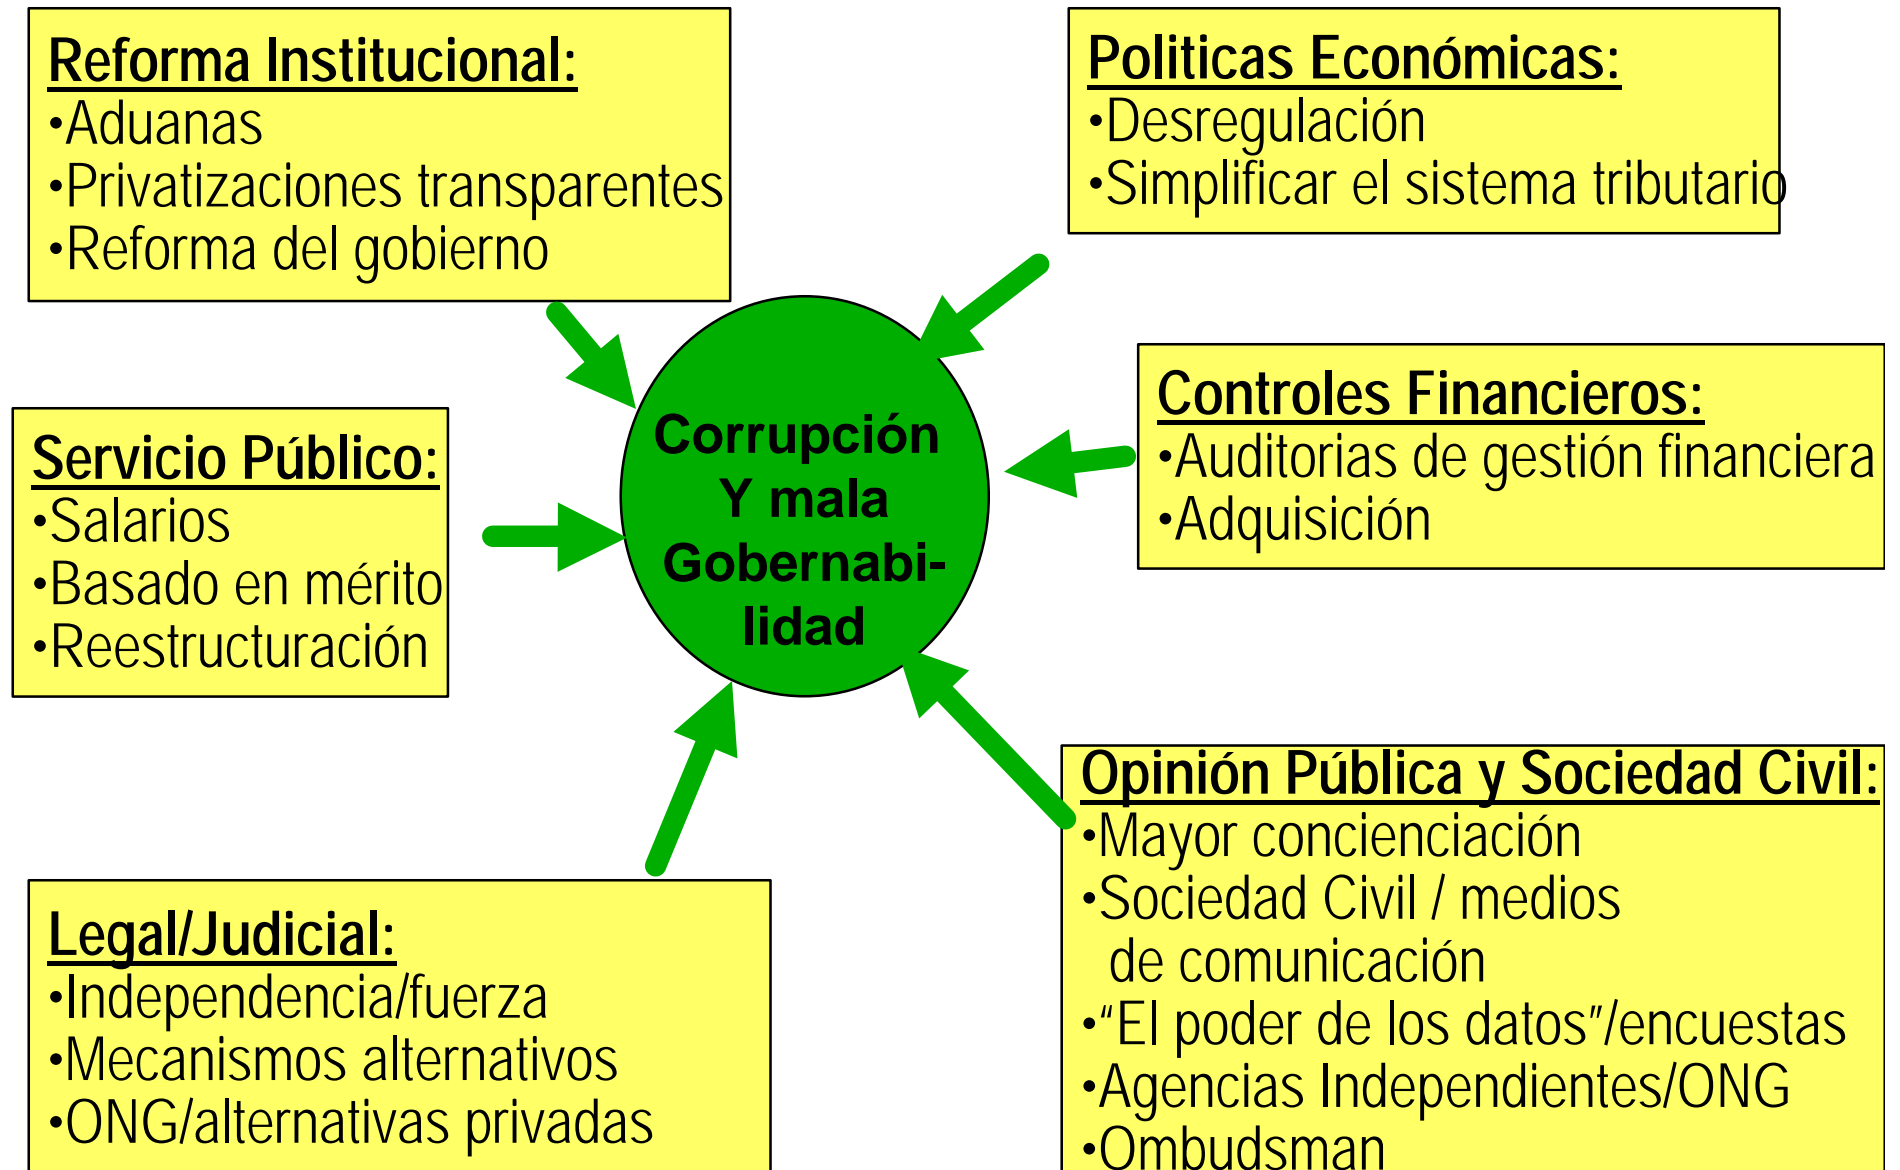 Reforma Institucional:
•Aduanas
•Privatizaciones transparentes
•Reforma del gobierno
Politicas Económicas:
•Desregulación
•Simplificar el sistema tributario
Servicio Público:
•Salarios
•Basado en mérito
•Reestructuración
Corrupción
Y mala
Gobernabi-
lidad
Controles Financieros:
•Auditorias de gestión financiera
•Adquisición
Legal/Judicial:
•Independencia/fuerza
•Mecanismos alternativos
•ONG/alternativas privadas
Opinión Pública y Sociedad Civil:
•Mayor concienciación
•Sociedad Civil / medios
de comunicación
•“El poder de los datos”/encuestas
•Agencias Independientes/ONG
•Ombudsman